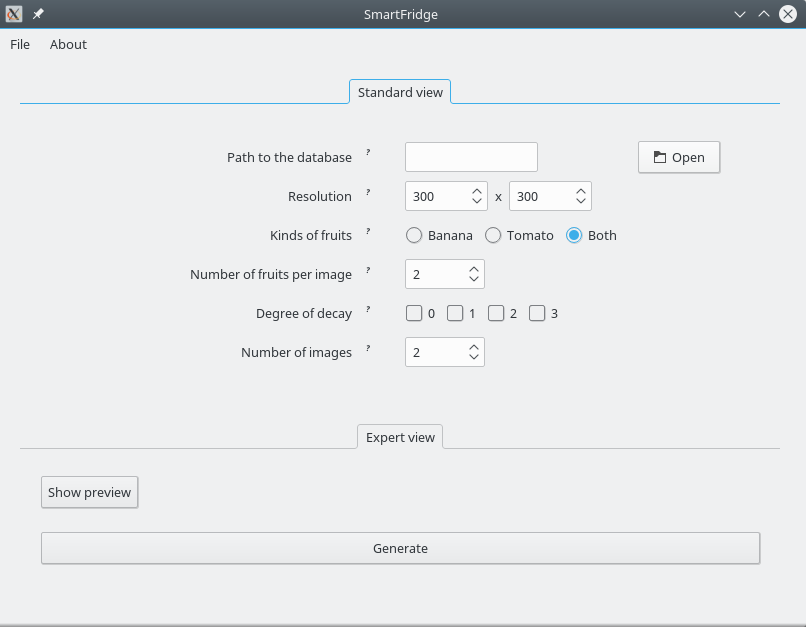 SmartFridge
File About
Standard view
Path to the database ? Open
Resolution ? 300 x 300
Kinds of fruits ? Banana Tomato Both
Number of fruits per image ? 2
Degree of decay ? 0 1 2 3
Number of images ? 2
Expert view
Show preview
Generate